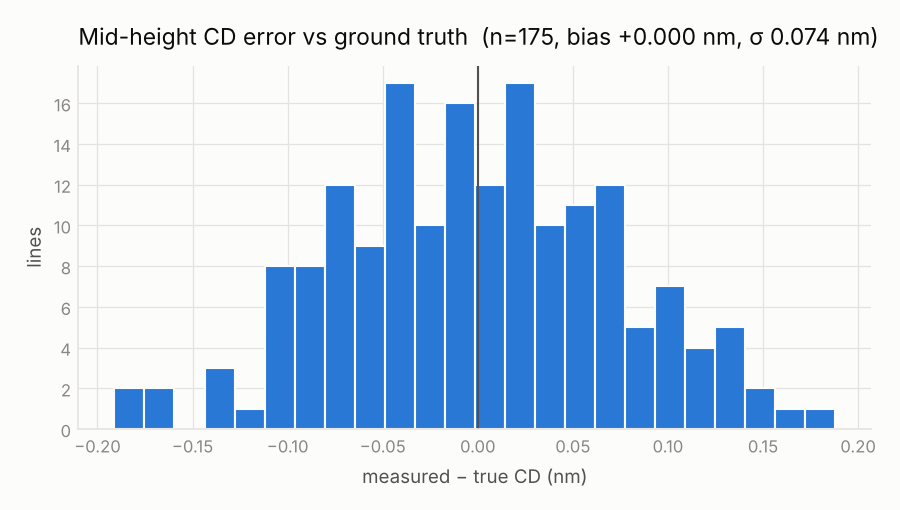 Mid-height CD error vs ground truth  (n=175, bias +0.000 nm, σ 0.074 nm)
16
14
12
10
8
6
4
2
0
lines
−0.20 −0.15 −0.10 −0.05 0.00 0.05 0.10 0.15 0.20
measured − true CD (nm)